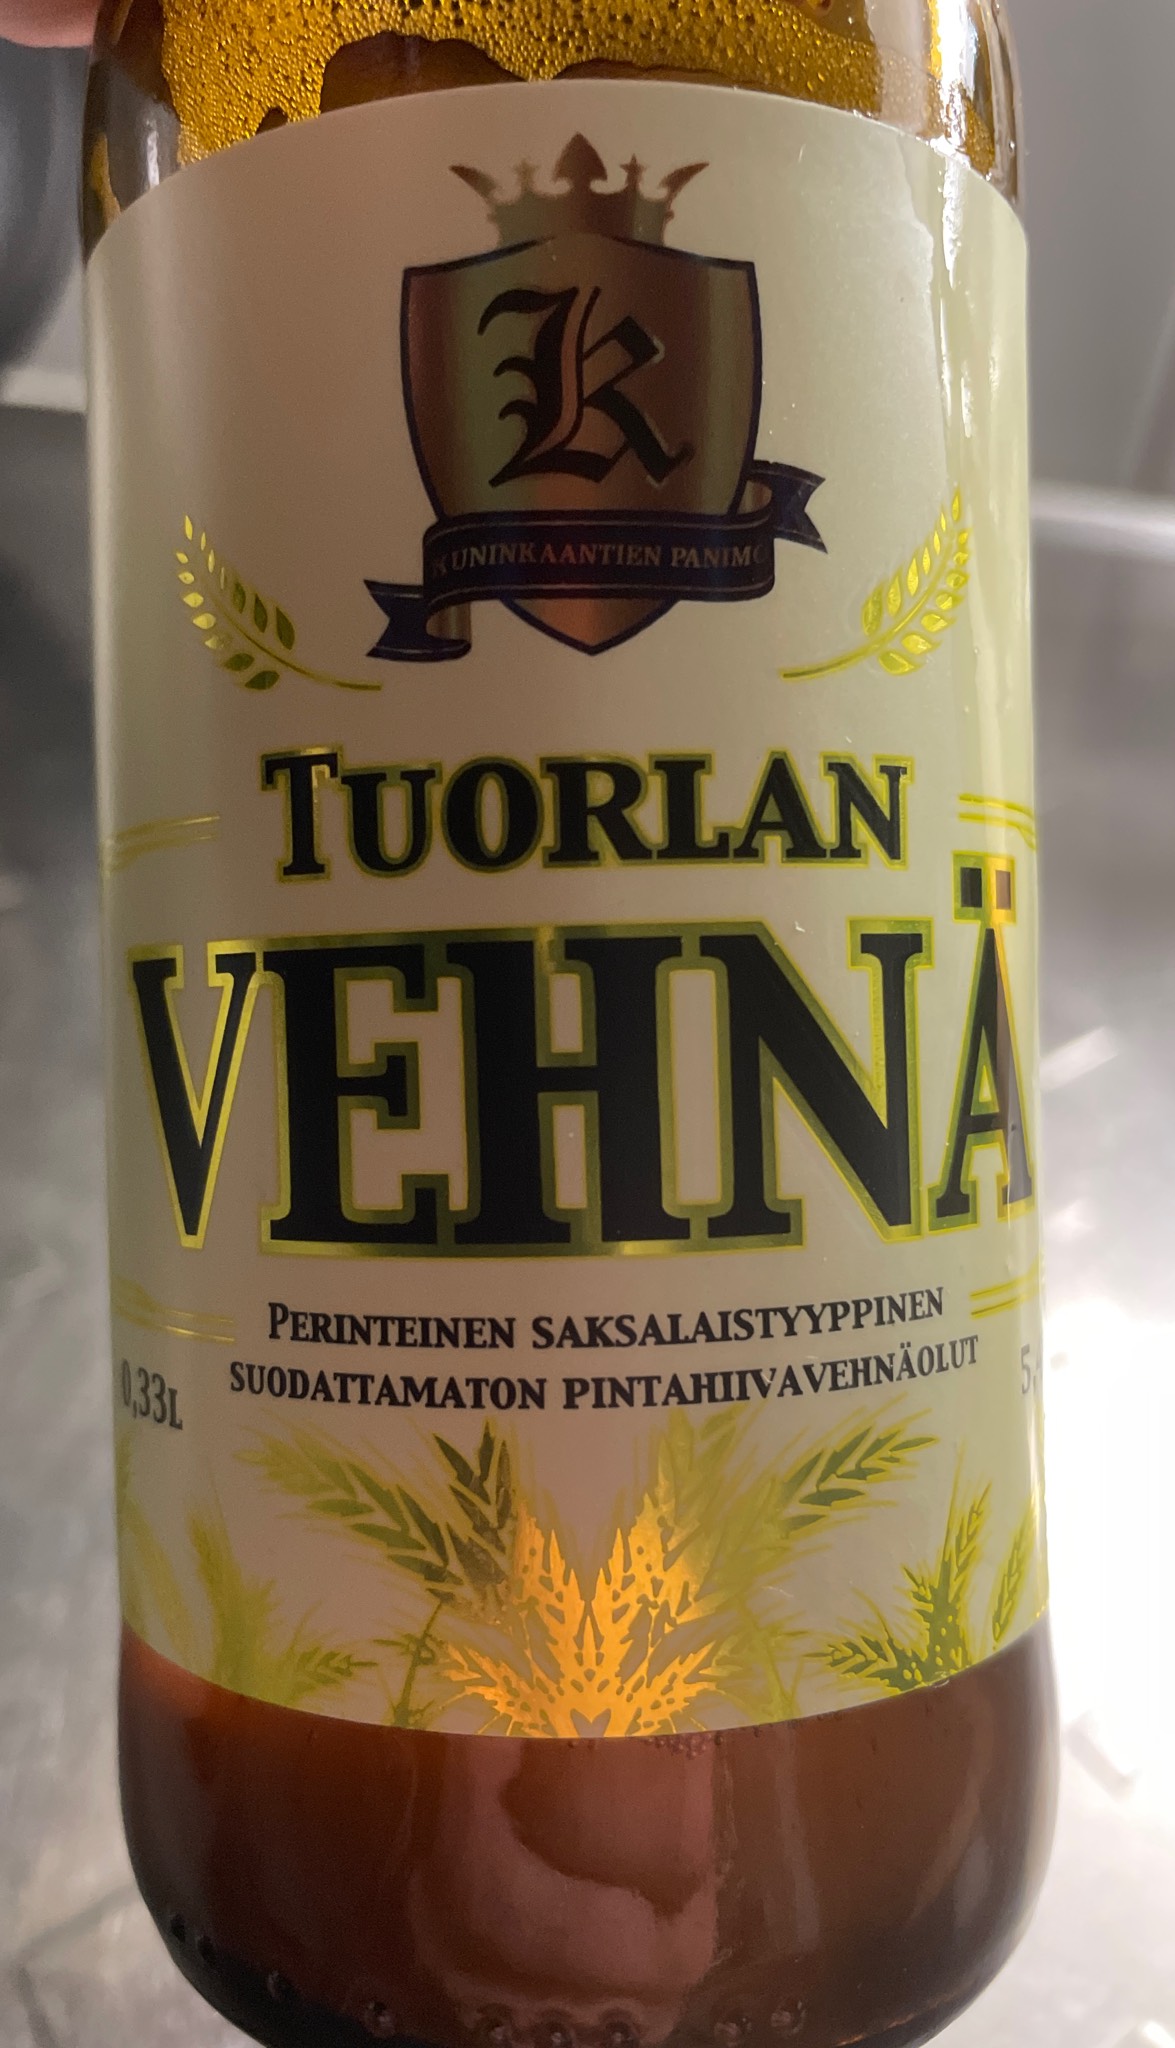 K
KUNINKAANTIEN PANIMO
TUORLAN
VEHNÄ
PERINTEINEN SAKSALAISTYYPPINEN
SUODATTAMATON PINTAHIIVAVEHNÄOLUT
0,33L